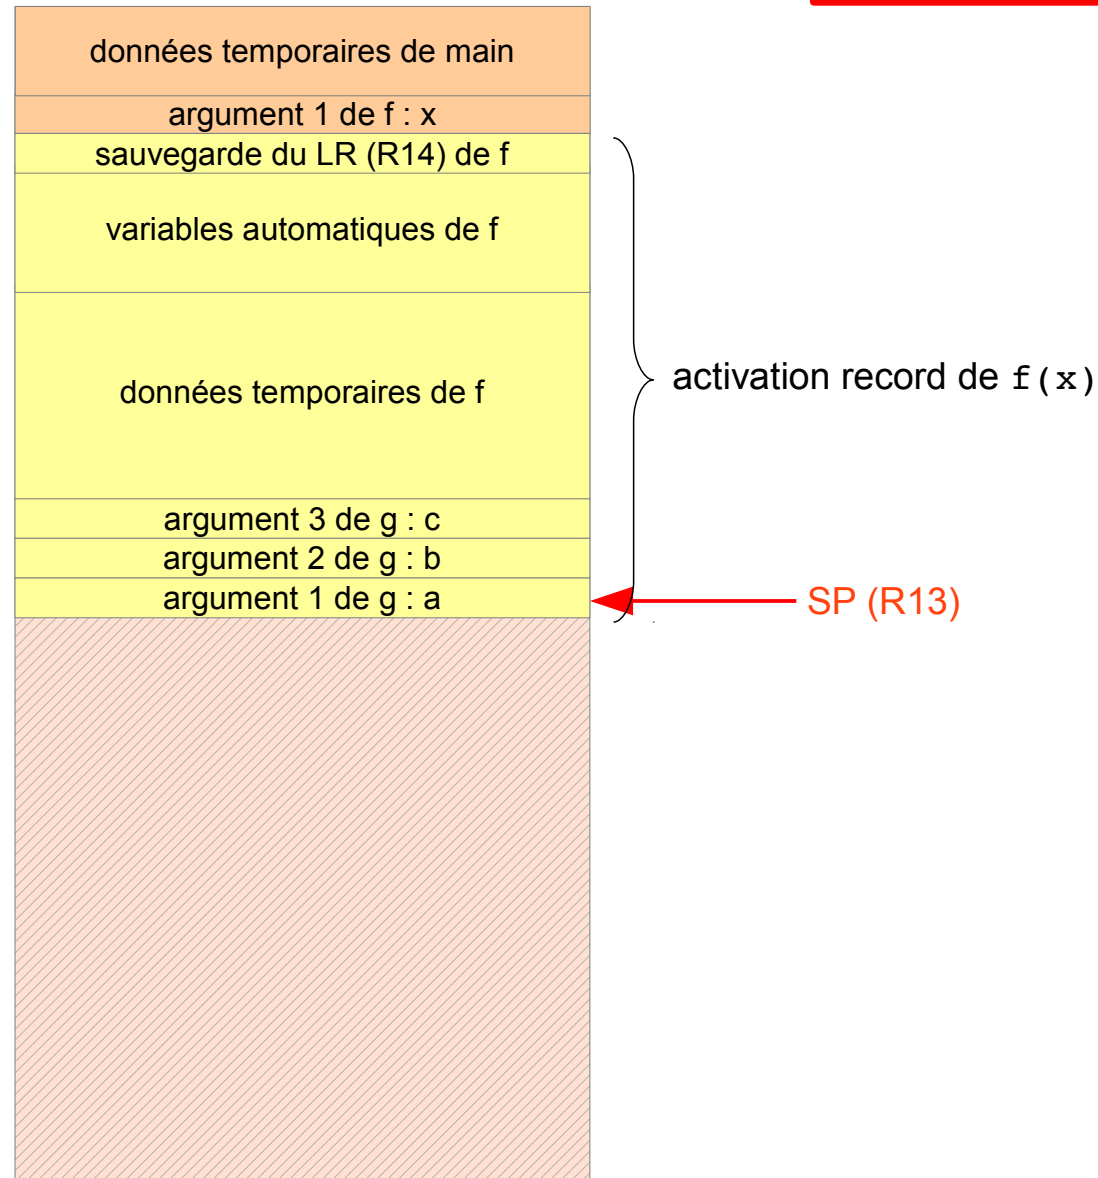 données temporaires de main
argument 1 de f : x
sauvegarde du LR (R14) de f
variables automatiques de f
données temporaires de f
activation record de f(x)
argument 3 de g : c
argument 2 de g : b
argument 1 de g : a
SP (R13)